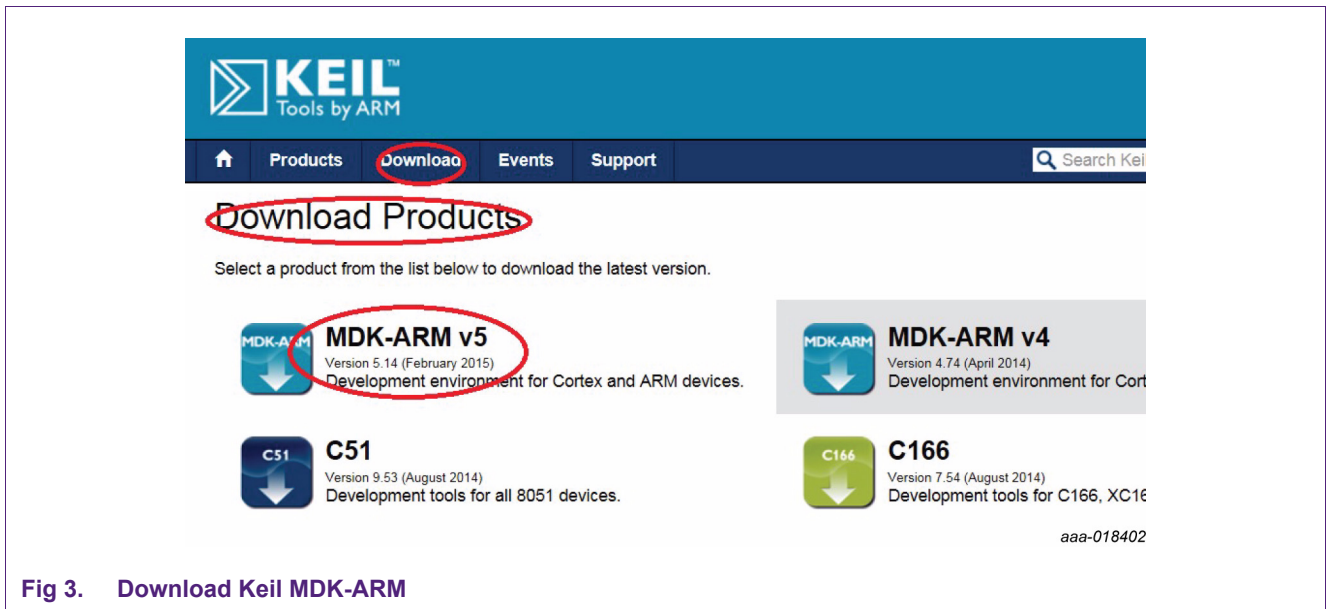 KEIL™
Tools by ARM
Products Download Events Support Search Kei
Download Products
Select a product from the list below to download the latest version.
MDK-ARM
MDK-ARM v5
Version 5.14 (February 2015)
Development environment for Cortex and ARM devices.
MDK-ARM
MDK-ARM v4
Version 4.74 (April 2014)
Development environment for Cort
C51
C51
Version 9.53 (August 2014)
Development tools for all 8051 devices.
C166
C166
Version 7.54 (August 2014)
Development tools for C166, XC16
aaa-018402
Fig 3. Download Keil MDK-ARM